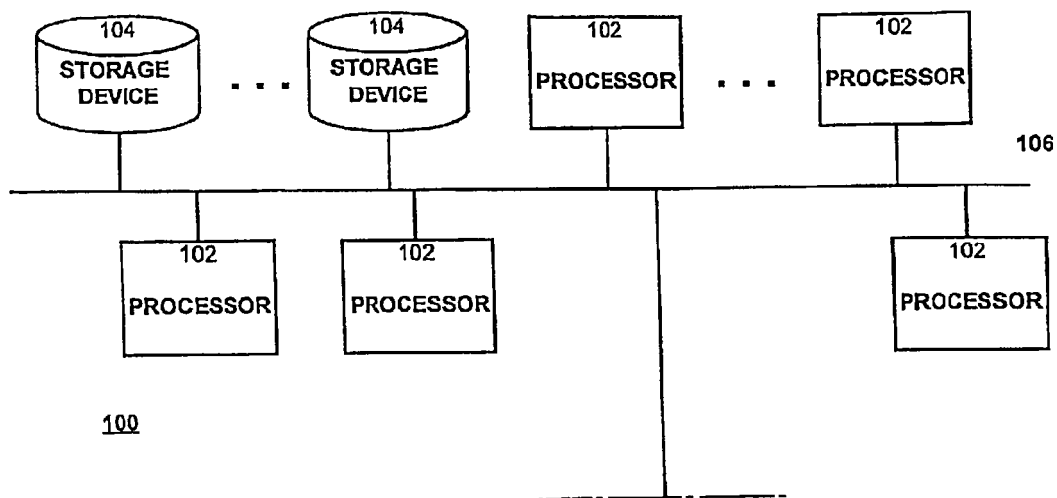 104
STORAGE
DEVICE
. . .
104
STORAGE
DEVICE
102
PROCESSOR
. . .
102
PROCESSOR
106
102
PROCESSOR
102
PROCESSOR
102
PROCESSOR
100